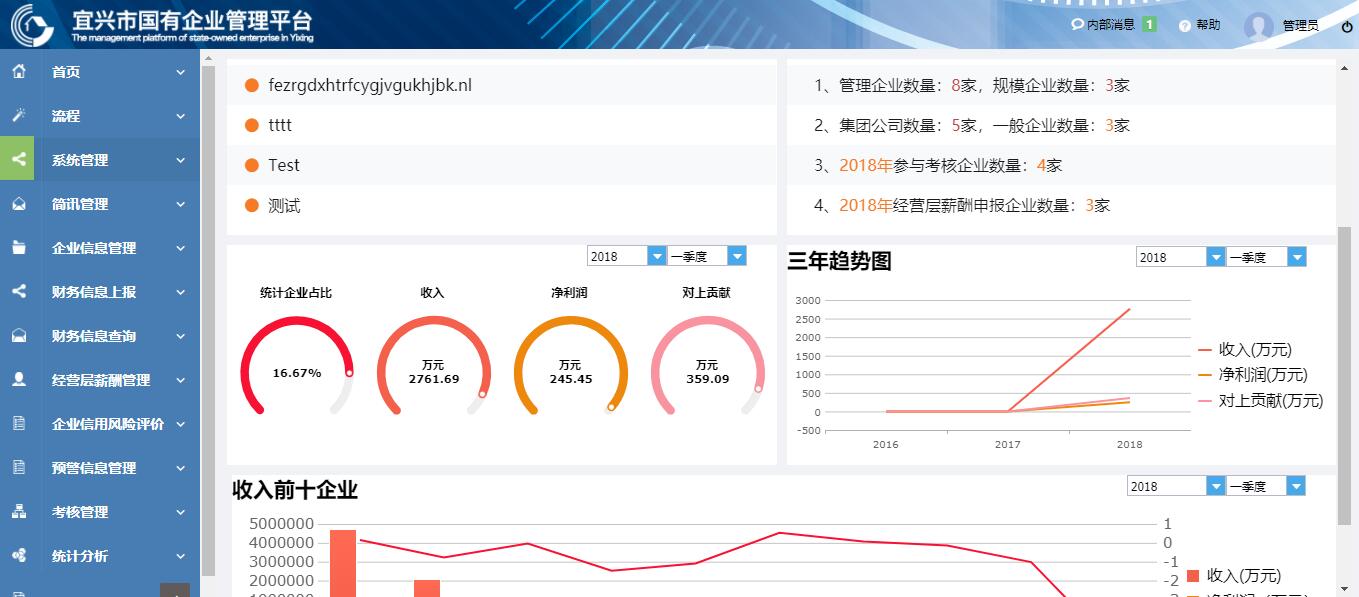 宜兴市国有企业管理平台
The management platform of state-owned enterprise in Yixing
内部消息 1
帮助
管理员
首页
流程
系统管理
简讯管理
企业信息管理
财务信息上报
财务信息查询
经营层薪酬管理
企业信用风险评价
预警信息管理
考核管理
统计分析
fezrgdxhtrfcygjvgukhjbk.nl
tttt
Test
测试
1、管理企业数量：8家，规模企业数量：3家
2、集团公司数量：5家，一般企业数量：3家
3、2018年参与考核企业数量：4家
4、2018年经营层薪酬申报企业数量：3家
2018 一季度
统计企业占比 收入 净利润 对上贡献
16.67%
万元
2761.69
万元
245.45
万元
359.09
三年趋势图
2018 一季度
3000
2500
2000
1500
1000
500
0
-500
2016 2017 2018
收入(万元)
净利润(万元)
对上贡献(万元)
收入前十企业
2018 一季度
5000000
4000000
3000000
2000000
1
0
-1
-2
收入(万元)